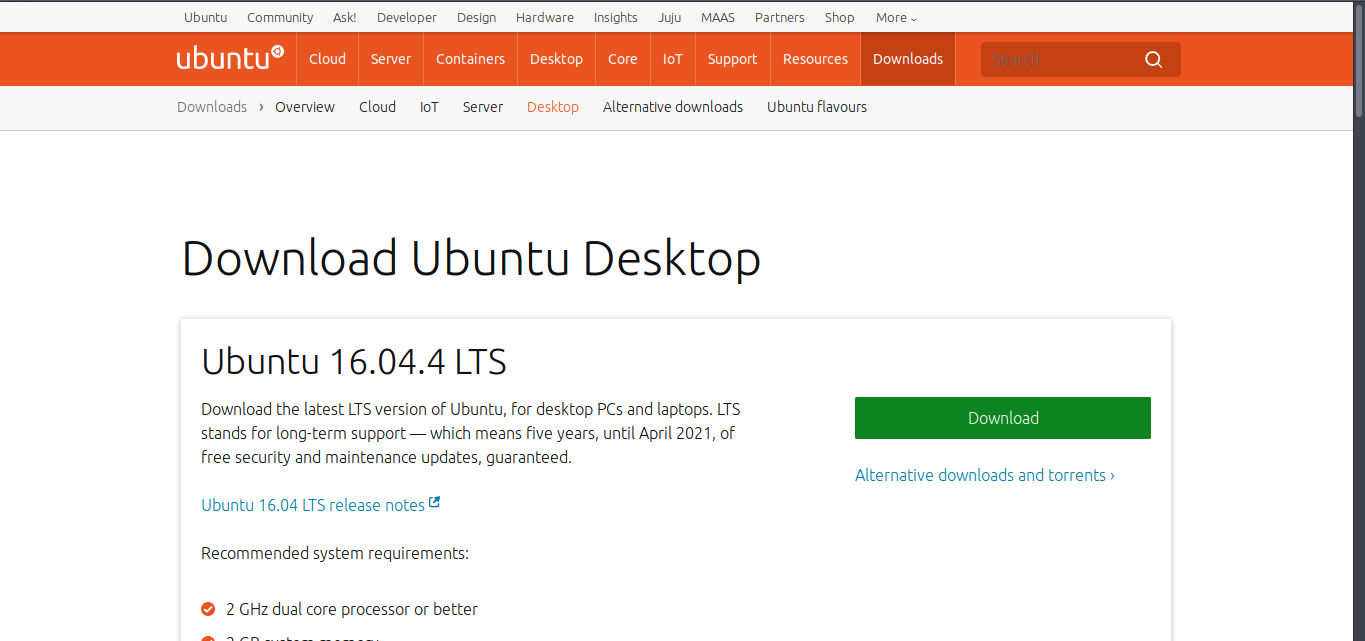 Ubuntu Community Ask! Developer Design Hardware Insights Juju MAAS Partners Shop More
ubuntu Cloud Server Containers Desktop Core IoT Support Resources Downloads Search
Downloads › Overview Cloud IoT Server Desktop Alternative downloads Ubuntu flavours
Download Ubuntu Desktop
Ubuntu 16.04.4 LTS
Download the latest LTS version of Ubuntu, for desktop PCs and laptops. LTS
stands for long-term support — which means five years, until April 2021, of
free security and maintenance updates, guaranteed.
Download
Alternative downloads and torrents ›
Ubuntu 16.04 LTS release notes
Recommended system requirements:
2 GHz dual core processor or better
2 GB system memory